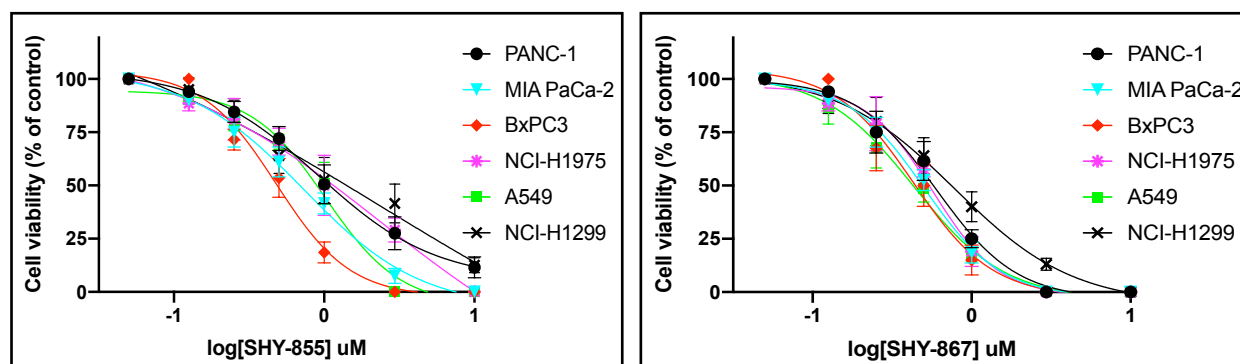 Cell viability (% of control)
100
75
50
25
0
-1
0
1
log[SHY-855] uM
PANC-1
MIA PaCa-2
BxPC3
NCI-H1975
A549
NCI-H1299
Cell viability (% of control)
100
75
50
25
0
-1
0
1
log[SHY-867] uM
PANC-1
MIA PaCa-2
BxPC3
NCI-H1975
A549
NCI-H1299